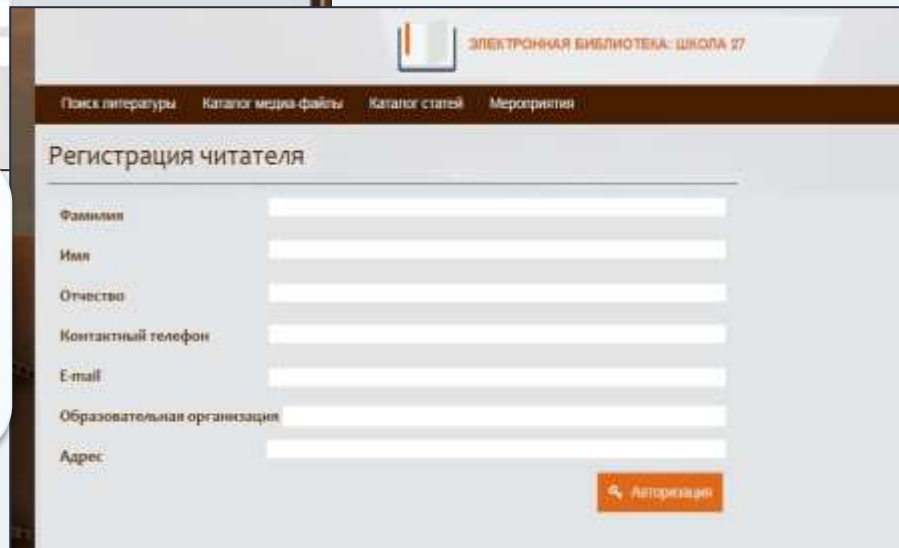 ЭЛЕКТРОННАЯ БИБЛИОТЕКА: ШКОЛА 27
Поиск литературы Каталог медиа-файлы Каталог статей Мероприятия
Регистрация читателя
Фамилия
Имя
Отчество
Контактный телефон
E-mail
Образовательная организация
Адрес
Авторизация